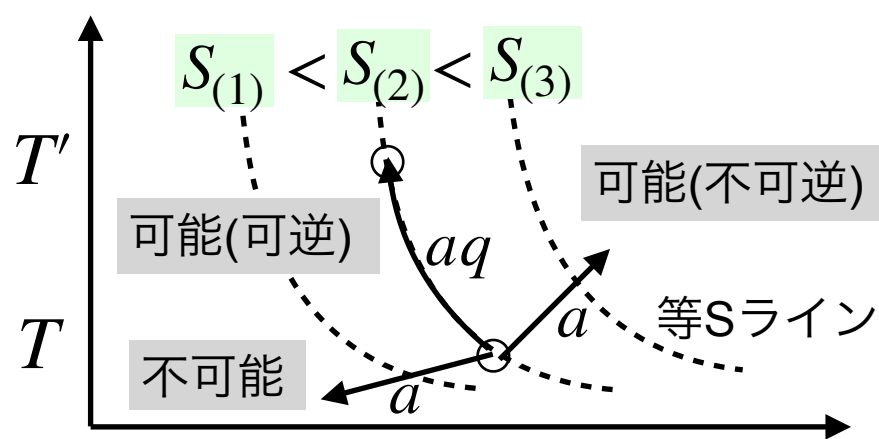 S(1) < S(2) < S(3)
T′
可能(不可逆)
可能(可逆)
aq
a
等Sライン
T
不可能
a